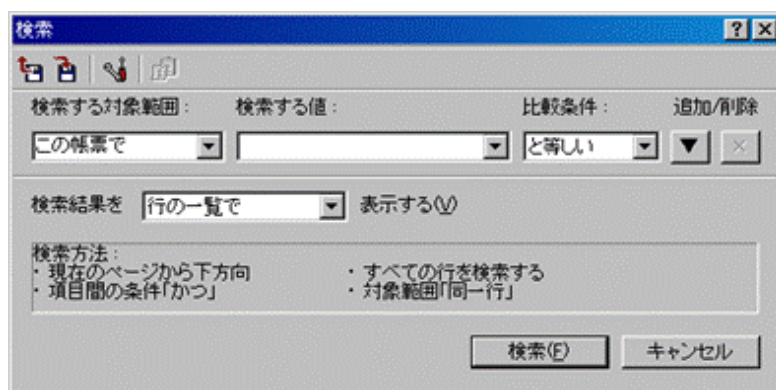 検索
検索する対象範囲： 検索する値： 比較条件： 追加/削除
この帳票で と等しい
検索結果を 行の一覧で 表示する(V)
検索方法：
・現在のページから下方向 ・すべての行を検索する
・項目間の条件「かつ」 ・対象範囲「同一行」
検索(F) キャンセル